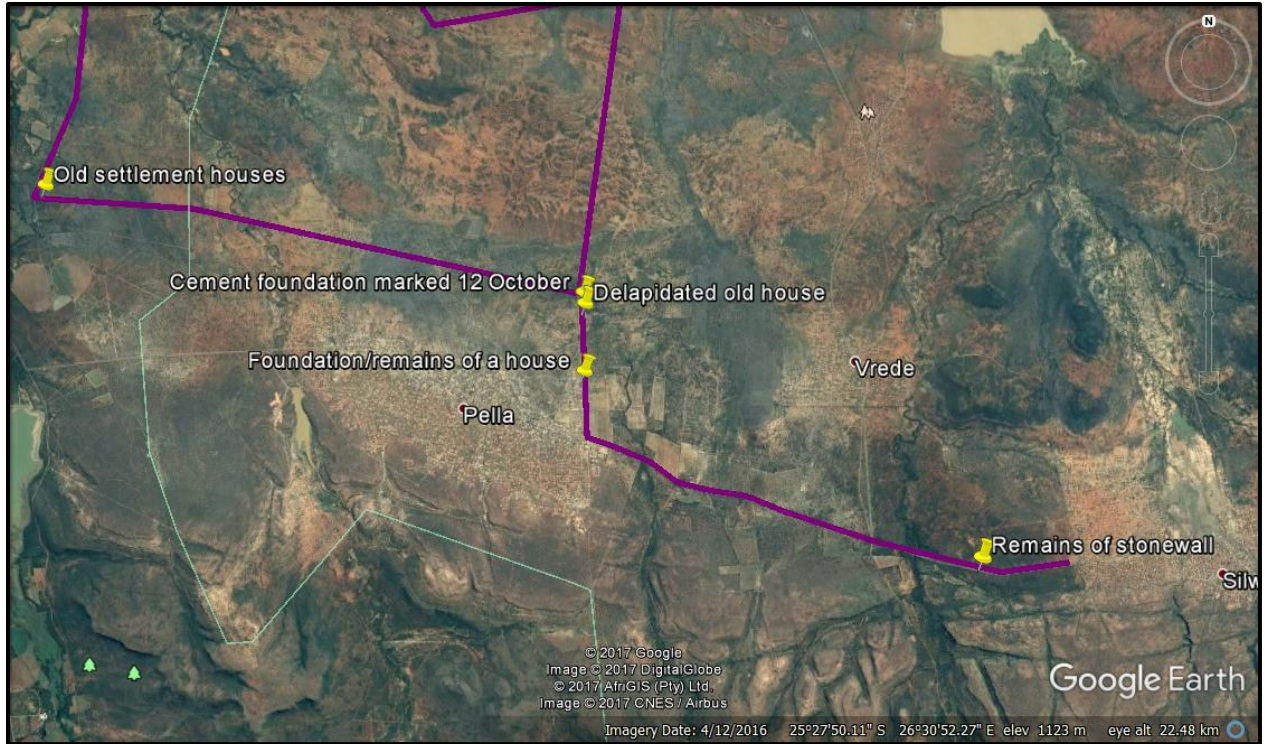 N
Old settlement houses
Cement foundation marked 12 October
Delapidated old house
Foundation/remains of a house
Vrede
Pella
Remains of stonewall
Silw
© 2017 Google
Image © 2017 DigitalGlobe
© 2017 AfriGIS (Pty) Ltd.
Image © 2017 CNES / Airbus
Google Earth
Imagery Date: 4/12/2016 25°27'50.11" S 26°30'52.27" E elev 1123 m eye alt 22.48 km